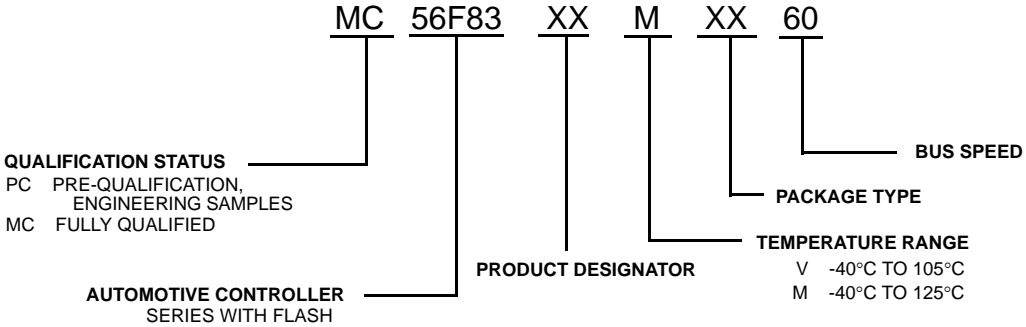 MC 56F83 XX M XX 60
BUS SPEED
QUALIFICATION STATUS
PC PRE-QUALIFICATION,
ENGINEERING SAMPLES
MC FULLY QUALIFIED
PACKAGE TYPE
TEMPERATURE RANGE
V -40°C TO 105°C
M -40°C TO 125°C
PRODUCT DESIGNATOR
AUTOMOTIVE CONTROLLER
SERIES WITH FLASH